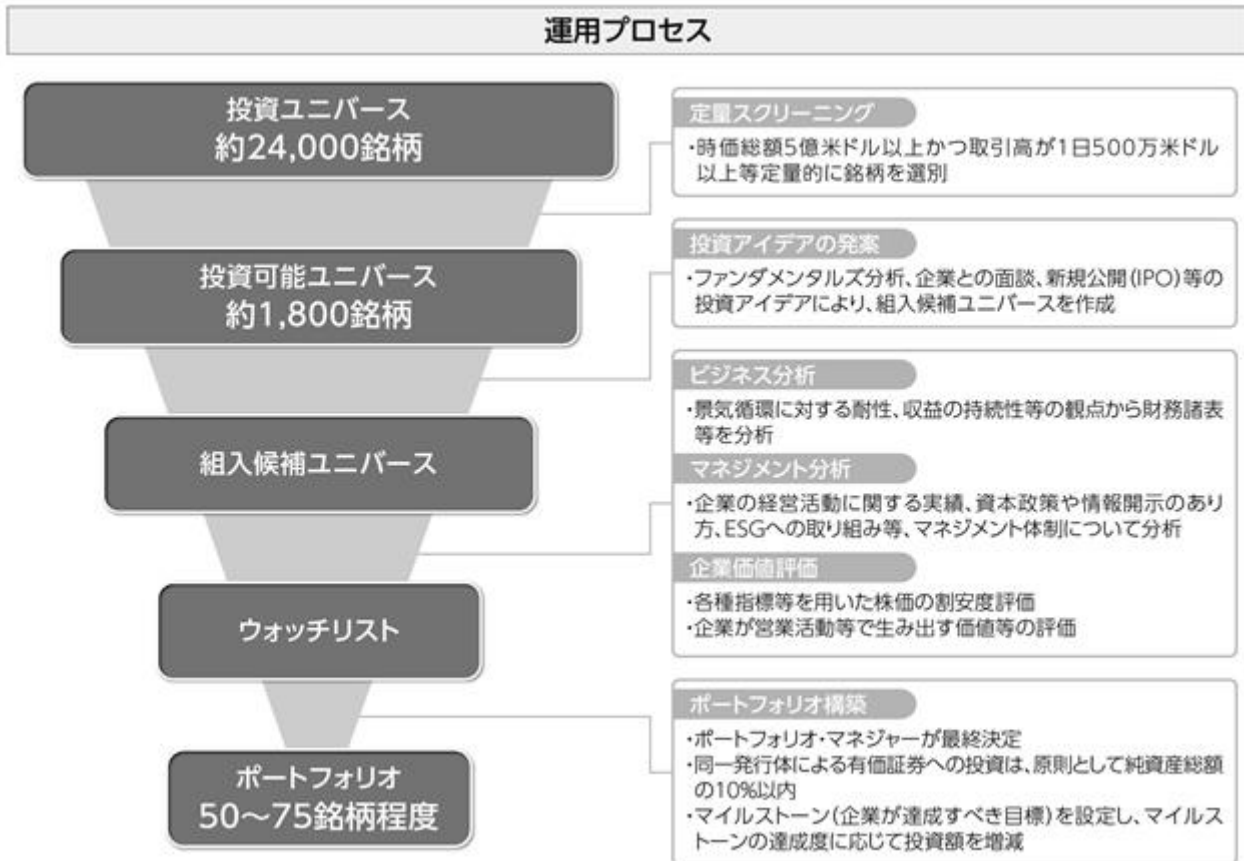 運用プロセス
投資ユニバース
約24,000銘柄
定量スクリーニング
・時価総額5億米ドル以上かつ取引高が1日500万米ドル
以上等定量的に銘柄を選別
投資可能ユニバース
約1,800銘柄
投資アイデアの発案
・ファンダメンタルズ分析、企業との面談、新規公開(IPO)等の
投資アイデアにより、組入候補ユニバースを作成
組入候補ユニバース
ビジネス分析
・景気循環に対する耐性、収益の持続性等の観点から財務諸表
等を分析
マネジメント分析
・企業の経営活動に関する実績、資本政策や情報開示のあり
方、ESGへの取り組み等、マネジメント体制について分析
企業価値評価
・各種指標等を用いた株価の割安度評価
・企業が営業活動等で生み出す価値等の評価
ウォッチリスト
ポートフォリオ構築
・ポートフォリオ・マネジャーが最終決定
・同一発行体による有価証券への投資は、原則として純資産総額
の10%以内
・マイルストーン(企業が達成すべき目標)を設定し、マイルス
トーンの達成度に応じて投資額を増減
ポートフォリオ
50〜75銘柄程度